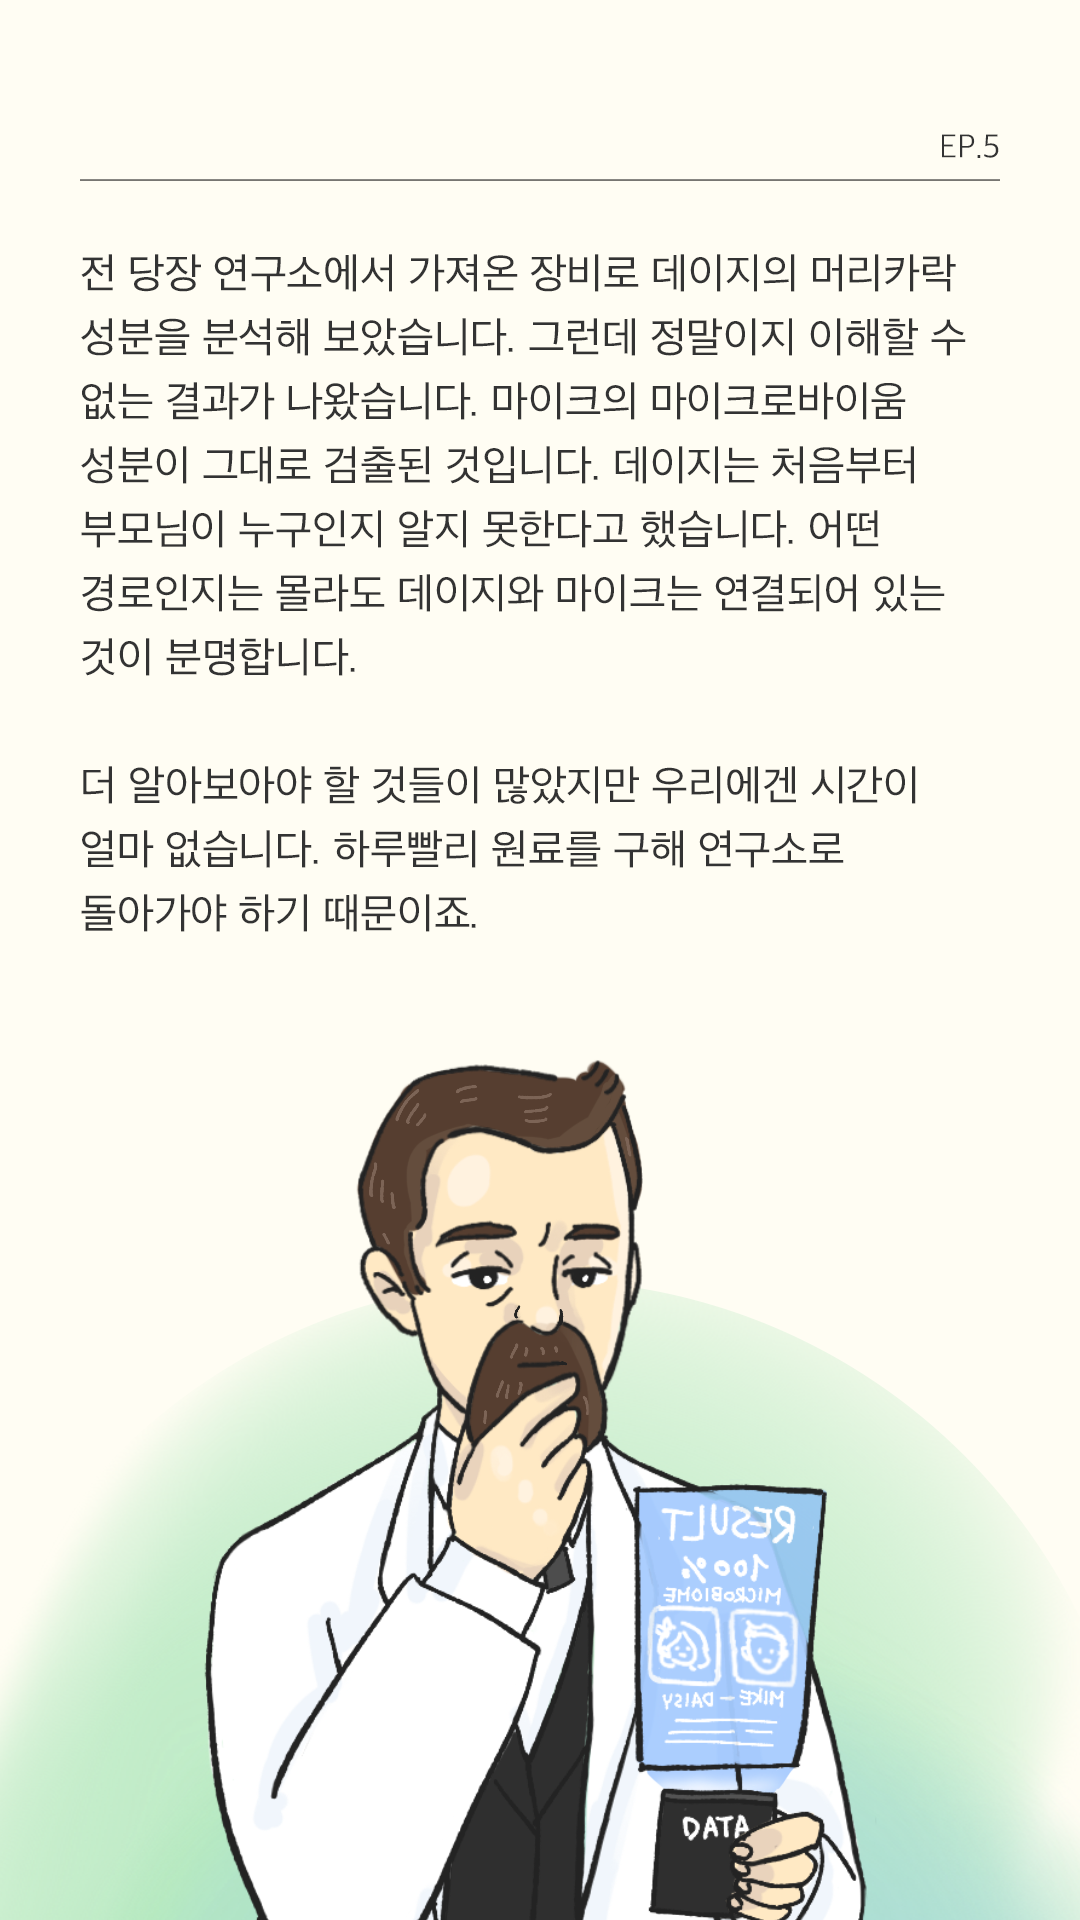 EP.5
전 당장 연구소에서 가져온 장비로 데이지의 머리카락
성분을 분석해 보았습니다. 그런데 정말이지 이해할 수
없는 결과가 나왔습니다. 마이크의 마이크로바이움
성분이 그대로 검출된 것입니다. 데이지는 처음부터
부모님이 누구인지 알지 못한다고 했습니다. 어떤
경로인지는 몰라도 데이지와 마이크는 연결되어 있는
것이 분명합니다.
더 알아보아야 할 것들이 많았지만 우리에겐 시간이
얼마 없습니다. 하루빨리 원료를 구해 연구소로
돌아가야 하기 때문이죠.
RESULT
100%
MICROBIOME
MIKE - DAISY
DATA